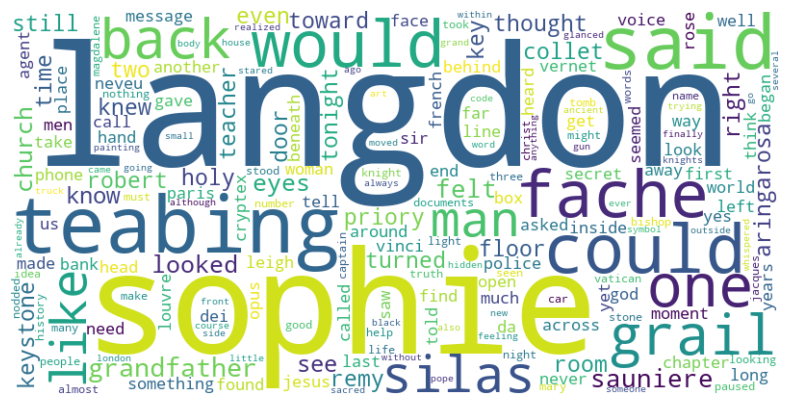 langdon
sophie
said
would
back
teabing
fache
could
man
one
grail
like
silas
still
message
even
toward
face
took
within
thought
voice
rose
well
agent
body
house
realized
grand
glanced
time
place
magdalene
nothing
another
two
stared
ago
key
collet
vernet
behind
french
words
name
trying
finally
go
several
neveu
knew
gave
call
men
hand
take
church
phone
teacher
beneath
tonight
door
art
code
tomb
ancient
far
line
heard
get
might
word
seemed
right
way
look
began
think
painting
small
going
came
truck
although
robert
know
paris
holy
cryptex
woman
eyes
stood
number
tell
moved
knight
always
sir
felt
end
three
christ
anything
gun
knights
secret
away
first
world
left
aringarosa
us
made
bank
need
head
must
looked
leigh
priory
around
turned
vinci
light
documents
box
asked
inside
yes
ever
bishop
symbol
outside
whispered
jacques
years
already
nodded
idea
history
many
people
keystone
london
almost
louvre
dei
opus
front
course
side
make
grandfather
something
found
little
jesus
good
called
saw
captain
truth
hidden
black
help
life
without
pope
sacred
see
last
remy
find
told
open
much
seen
also
new
feeling
night
da
police
floor
car
across
yet
god
vatican
stone
moment
room
never
mary
someone
sauniere
chapter
looking
long
paused